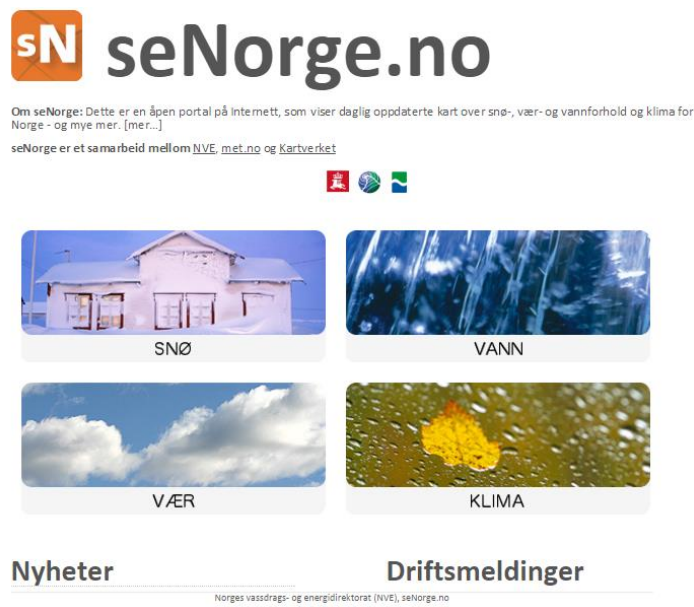 sN seNorge.no
Om seNorge: Dette er en åpen portal på Internett, som viser daglig oppdaterte kart over snø-, vær- og vannforhold og klima for
Norge - og mye mer. [mer...]
seNorge er et samarbeid mellom NVE, met.no og Kartverket
SNØ
VANN
VÆR
KLIMA
Nyheter
Driftsmeldinger
Norges vassdrags- og energidirektorat (NVE), seNorge.no